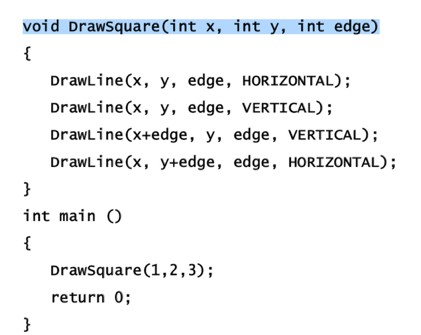 void DrawSquare(int x, int y, int edge)
{
DrawLine(x, y, edge, HORIZONTAL);
DrawLine(x, y, edge, VERTICAL);
DrawLine(x+edge, y, edge, VERTICAL);
DrawLine(x, y+edge, edge, HORIZONTAL);
}
int main ()
{
DrawSquare(1,2,3);
return 0;
}